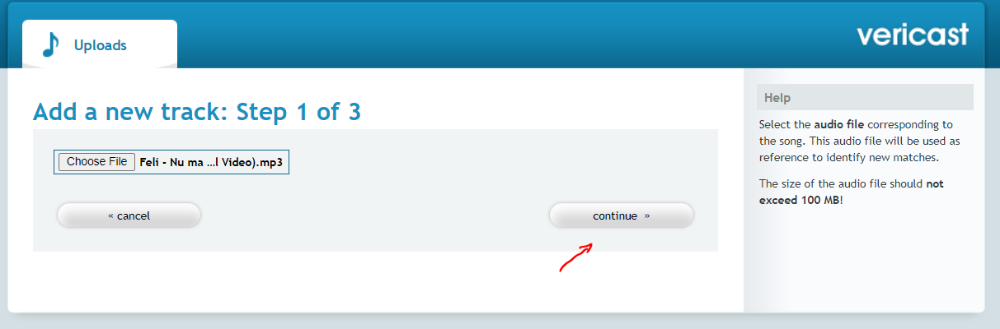 Uploads
vericast
Add a new track: Step 1 of 3
Choose File Feli - Nu ma ...l Video).mp3
« cancel
continue »
Help
Select the audio file corresponding to
the song. This audio file will be used as
reference to identify new matches.
The size of the audio file should not
exceed 100 MB!